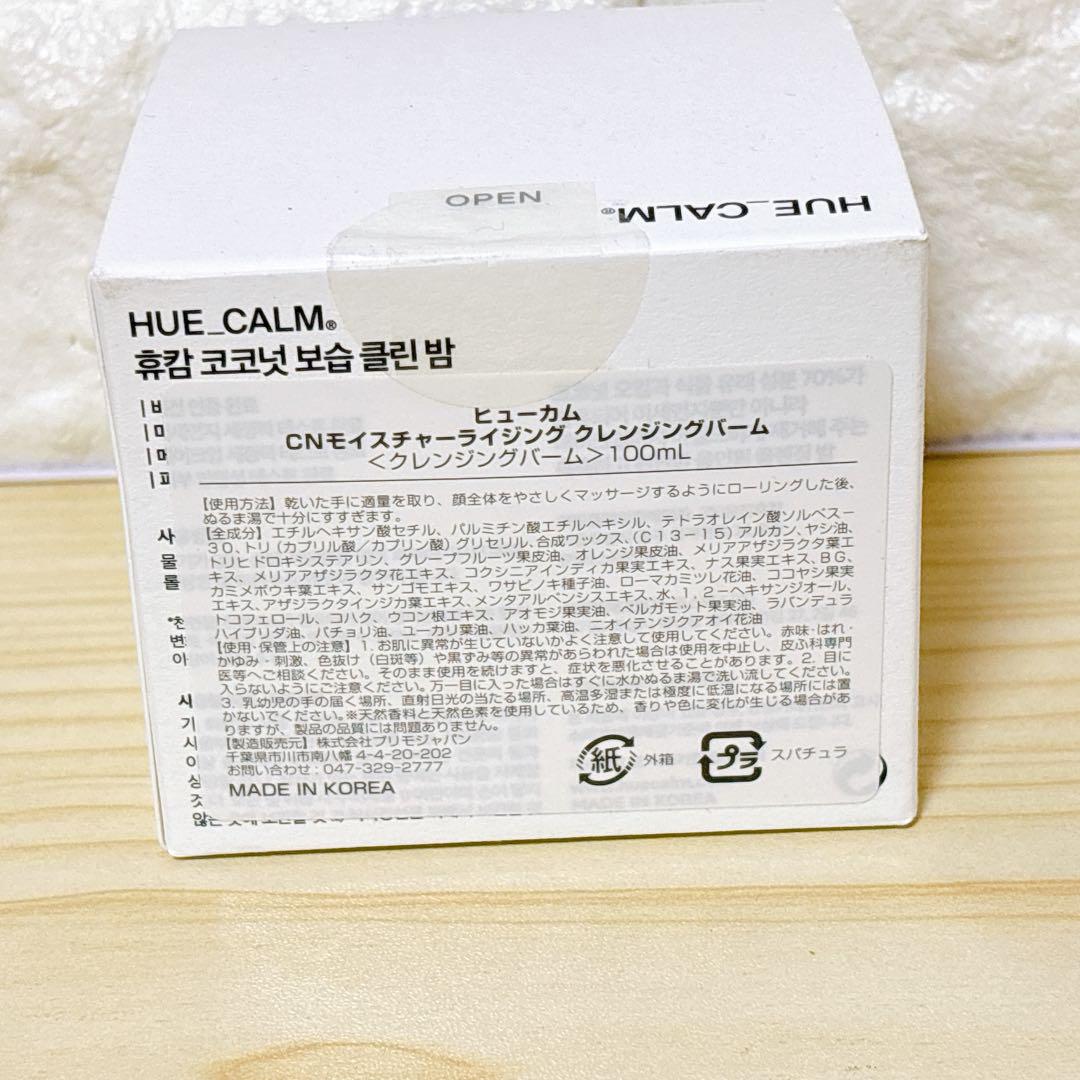 OPEN
HUE_CALM®
HUE_CALM®
휴캄 코코넛 보습 클린 밤
ヒューカム
CNモイスチャーライジング クレンジングバーム
＜クレンジングバーム＞100mL
【使用方法】乾いた手に適量を取り、顔全体をやさしくマッサージするようにローリングした後、
ぬるま湯で十分にすすぎます。
【全成分】エチルヘキサン酸セチル、パルミチン酸エチルヘキシル、テトラオレイン酸ソルベス－
30、トリ（カプリル酸／カプリン酸）グリセリル、合成ワックス、（C13－15）アルカン、ヤシ油、
トリヒドロキシステアリン、グレープフルーツ果皮油、オレンジ果皮油、メリアアザジラクタ葉エ
キス、メリアアザジラクタ花エキス、コクシニアインディカ果実エキス、ナス果実エキス、BG、
カミメボウキ葉エキス、サンゴモエキス、ワサビノキ種子油、ローマカミツレ花油、ココヤシ果実
エキス、アザジラクタインジカ葉エキス、メンタアルベンシスエキス、水、1，2－ヘキサンジオール、
トコフェロール、コハク、ウコン根エキス、アオモジ果実油、ベルガモット果実油、ラバンデュラ
ハイブリダ油、パチョリ油、ユーカリ葉油、ハッカ葉油、ニオイテンジクアオイ花油
【使用・保管上の注意】1．お肌に異常が生じていないかよく注意して使用してください。赤味・はれ・
かゆみ・刺激、色抜け（白斑等）や黒ずみ等の異常があらわれた場合は使用を中止し、皮ふ科専門
医等へご相談ください。そのまま使用を続けますと、症状を悪化させることがあります。2．目に
入らないようにご注意ください。万一目に入った場合はすぐに水かぬるま湯で洗い流してください。
3．乳幼児の手の届く場所、直射日光の当たる場所、高温多湿または極度に低温になる場所には置
かないでください。※天然香料と天然色素を使用しているため、香りや色に変化が生じる場合があ
りますが、製品の品質には問題ありません。
【製造販売元】株式会社プリモジャパン
千葉県市川市南八幡 4-4-20-202
お問い合わせ：047-329-2777
MADE IN KOREA
紙 外箱
プラ スパチュラ
MADE IN KOREA